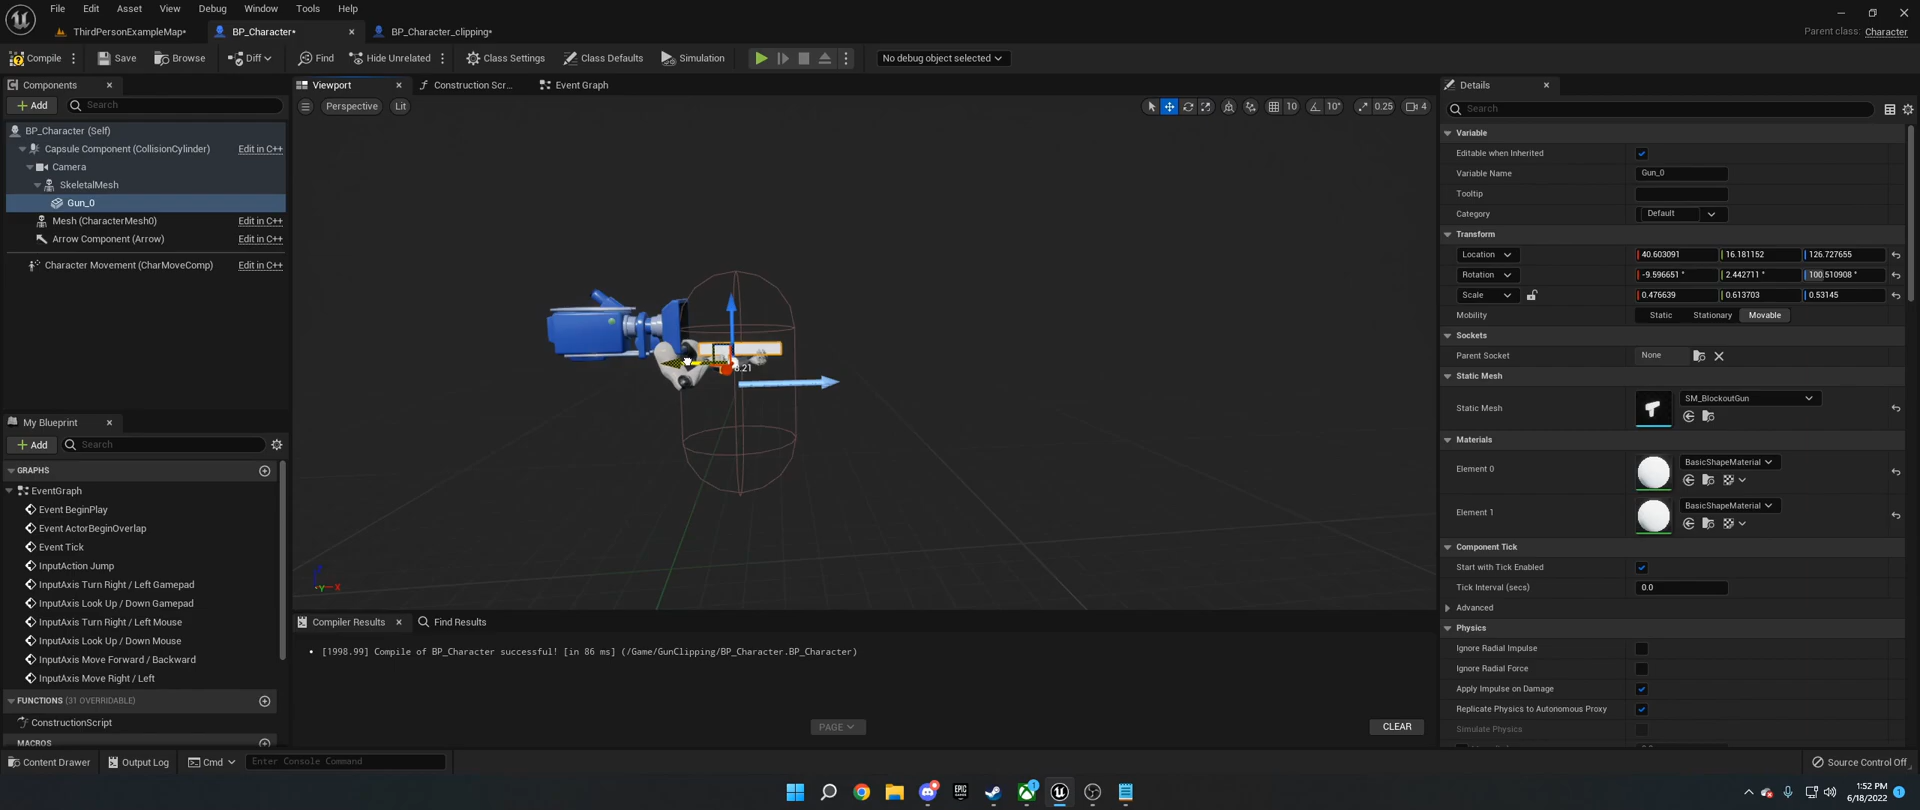 File Edit Asset View Debug Window Tools Help
ThirdPersonExampleMap* BP_Character* BP_Character_clipping*
Parent class: Character
Compile Save Browse Diff Find Hide Unrelated Class Settings Class Defaults Simulation No debug object selected
Components
Add Search
BP_Character (Self)
Capsule Component (CollisionCylinder) Edit in C++
Camera
SkeletalMesh
Gun_0
Mesh (CharacterMesh0) Edit in C++
Arrow Component (Arrow) Edit in C++
Character Movement (CharMoveComp) Edit in C++
My Blueprint
Add Search
GRAPHS
EventGraph
Event BeginPlay
Event ActorBeginOverlap
Event Tick
InputAction Jump
InputAxis Turn Right / Left Gamepad
InputAxis Look Up / Down Gamepad
InputAxis Turn Right / Left Mouse
InputAxis Look Up / Down Mouse
InputAxis Move Forward / Backward
InputAxis Move Right / Left
FUNCTIONS (31 OVERRIDABLE)
ConstructionScript
MACROS
Viewport Construction Scr... Event Graph
Perspective Lit
10 10° 0.25 4
Compiler Results Find Results
[1998.99] Compile of BP_Character successful! [in 86 ms] (/Game/GunClipping/BP_Character.BP_Character)
PAGE CLEAR
Details
Search
Variable
Editable when Inherited
Variable Name Gun_0
Tooltip
Category Default
Transform
Location 40.603091 16.181152 126.727655
Rotation -9.596651 ° 2.442711 ° 100.510908 °
Scale 0.476639 0.613703 0.53145
Mobility Static Stationary Movable
Sockets
Parent Socket None
Static Mesh
Static Mesh SM_BlockoutGun
Materials
Element 0 BasicShapeMaterial
Element 1 BasicShapeMaterial
Component Tick
Start with Tick Enabled
Tick Interval (secs) 0.0
Advanced
Physics
Ignore Radial Impulse
Ignore Radial Force
Apply Impulse on Damage
Replicate Physics to Autonomous Proxy
Simulate Physics
Content Drawer Output Log Cmd Enter Console Command Source Control Off
EPIC GAMES
1:52 PM
6/18/2022